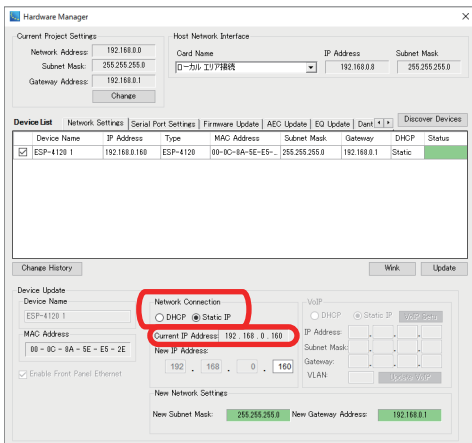 Hardware Manager
Current Project Settings
Network Address: 192.168.0.0
Subnet Mask: 255.255.255.0
Gateway Address: 192.168.0.1
Change
Host Network Interface
Card Name IP Address Subnet Mask
ローカル エリア接続 192.168.0.8 255.255.255.0
Device List Network Settings Serial Port Settings Firmware Update AEC Update EQ Update Dant Discover Devices
Device Name IP Address Type MAC Address Subnet Mask Gateway DHCP Status
ESP-4120 1 192.168.0.160 ESP-4120 00-0C-8A-5E-E5-... 255.255.255.0 192.168.0.1 Static
Change History Wink Update
Device Update
Device Name
ESP-4120 1
MAC Address
00 - 0C - 8A - 5E - E5 - 2E
Enable Front Panel Ethernet
Network Connection
DHCP Static IP
Current IP Address: 192 . 168 . 0 . 160
New IP Address:
192 . 168 . 0 . 160
VoIP
DHCP Static IP
IP Address:
Subnet Mask:
Gateway:
VLAN:
New Network Settings
New Subnet Mask: 255.255.255.0 New Gateway Address: 192.168.0.1